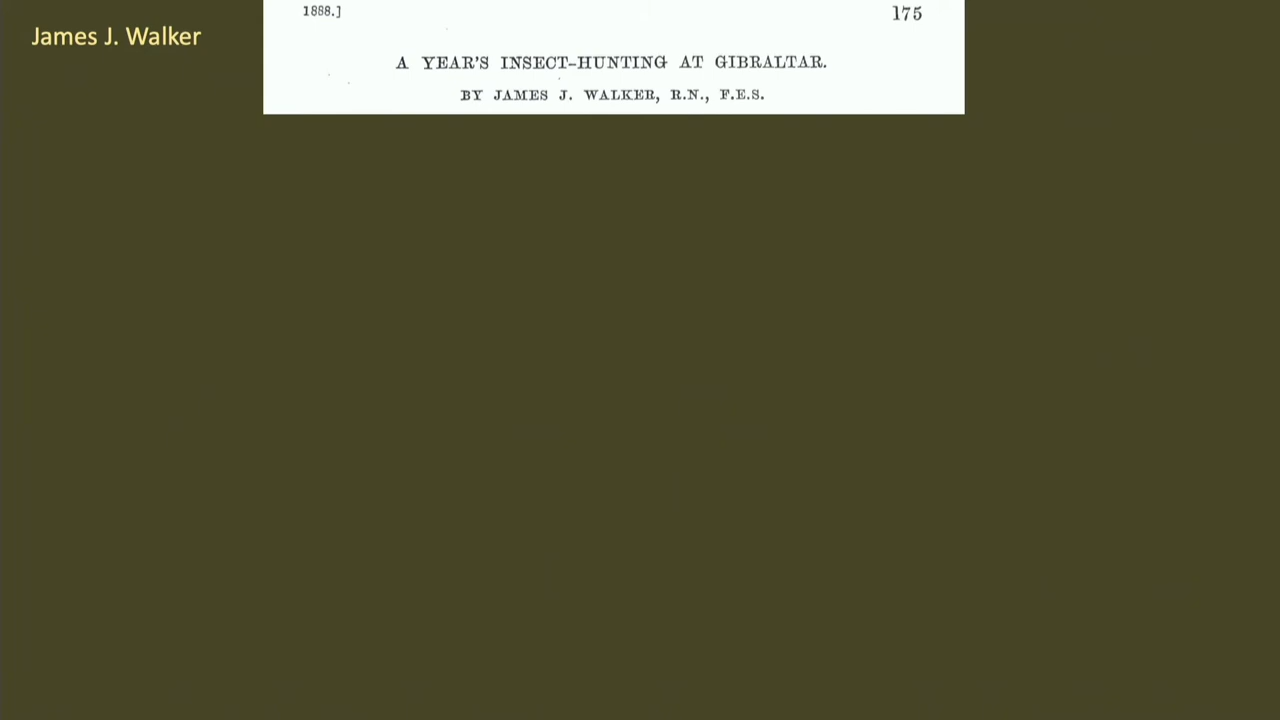 James J. Walker
1888.] 175
A YEAR'S INSECT-HUNTING AT GIBRALTAR.
BY JAMES J. WALKER, R.N., F.E.S.